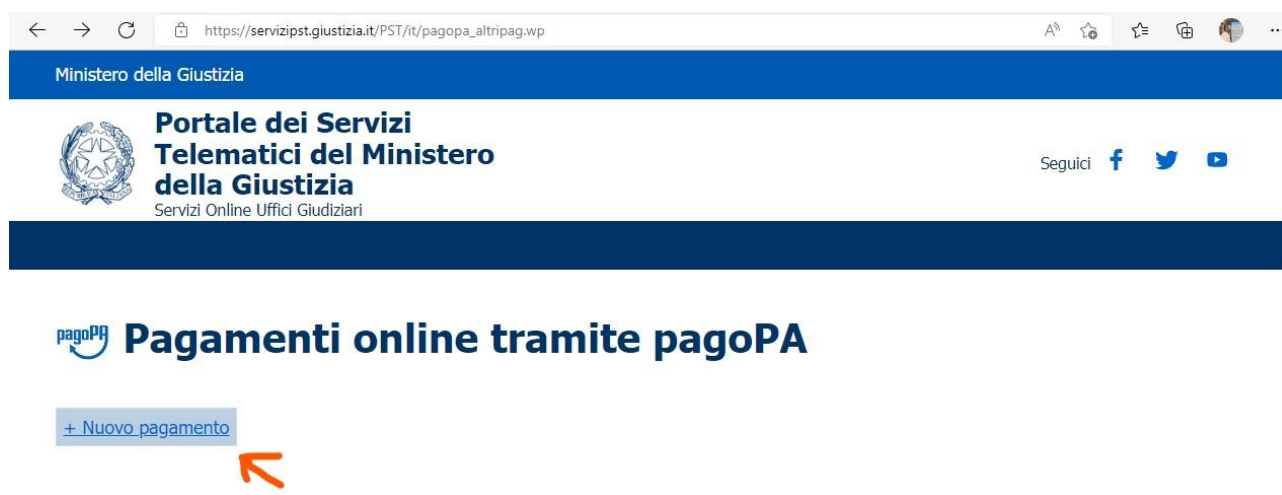 https://servizipst.giustizia.it/PST/it/pagopa_altripag.wp
Ministero della Giustizia
Portale dei Servizi
Telematici del Ministero
della Giustizia
Servizi Online Uffici Giudiziari
Seguici
pagoPA Pagamenti online tramite pagoPA
+ Nuovo pagamento